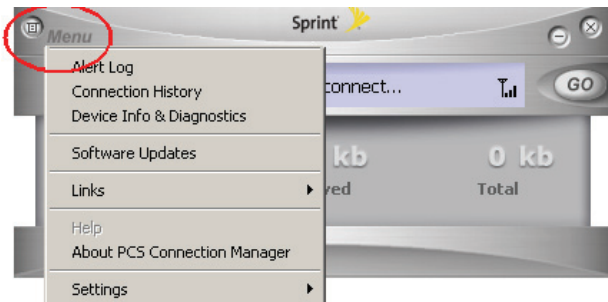 Sprint
Menu
Alert Log
Connection History
Device Info & Diagnostics
Software Updates
Links
Help
About PCS Connection Manager
Settings
connect...
GO
kb
0 kb
Total